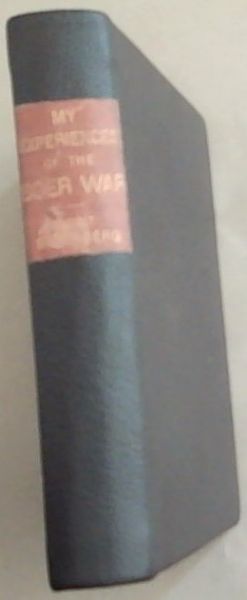 MY
EXPERIENCES
OF THE
BOER WAR